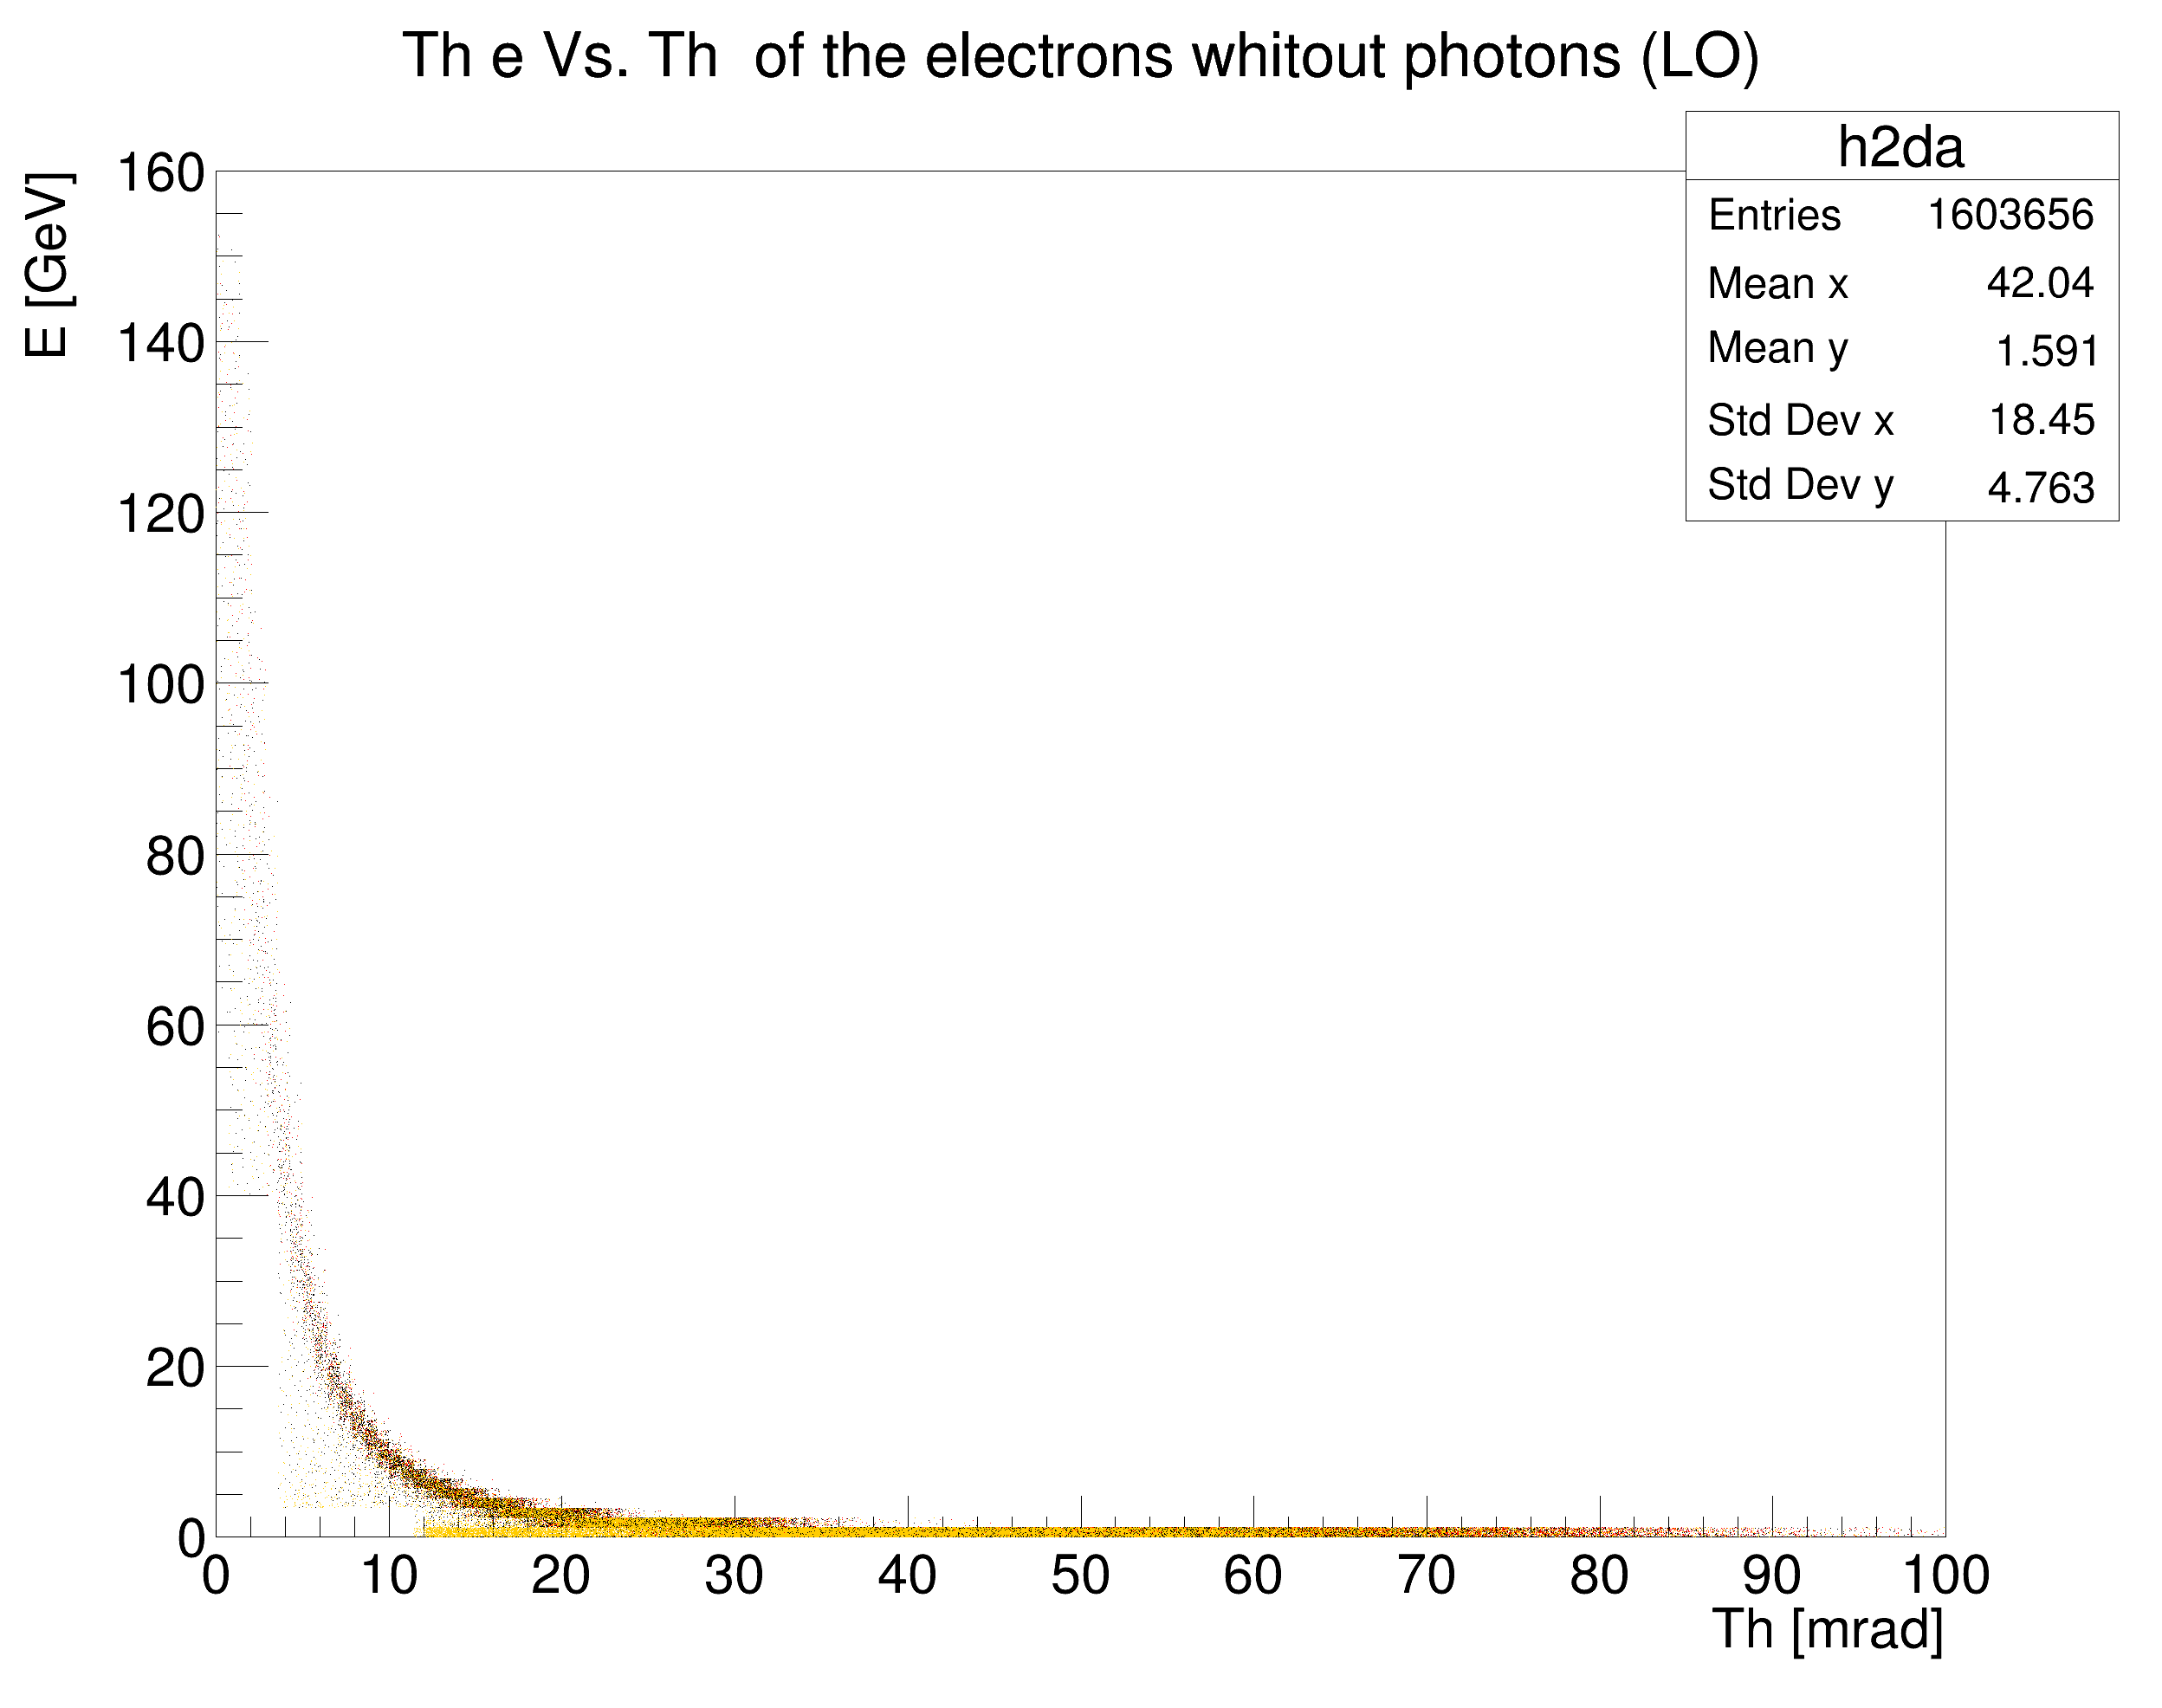 Th e Vs. Th of the electrons whitout photons (LO)
h2da
Entries 1603656
Mean x 42.04
Mean y 1.591
Std Dev x 18.45
Std Dev y 4.763
E [GeV]
160
140
120
100
80
60
40
20
0
0 10 20 30 40 50 60 70 80 90 100
Th [mrad]